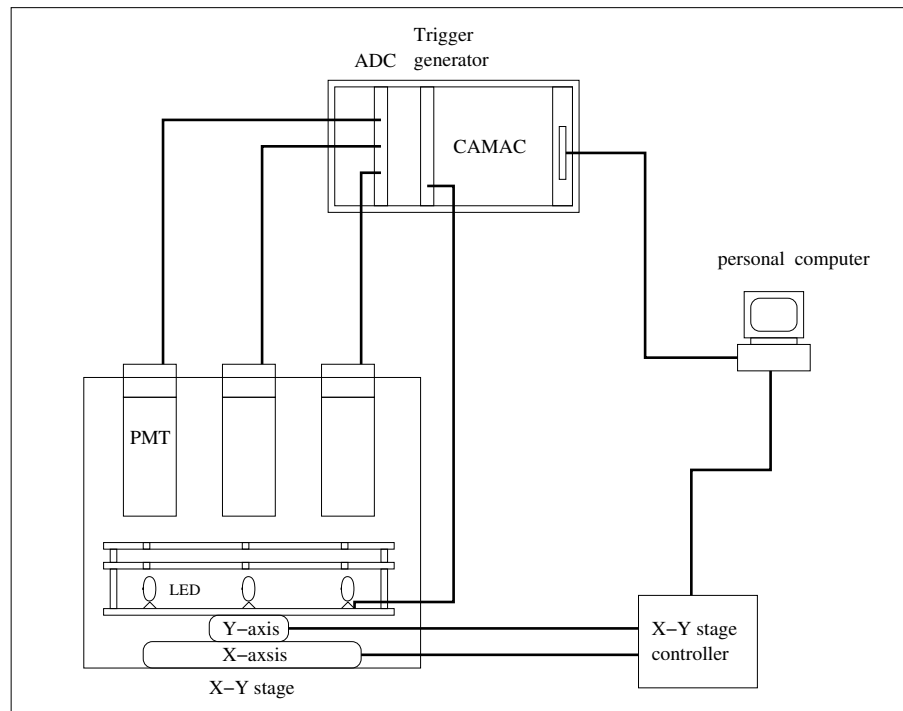 Trigger
ADC generator
CAMAC
personal computer
PMT
LED
Y−axis
X−axsis
X−Y stage
X−Y stage
controller